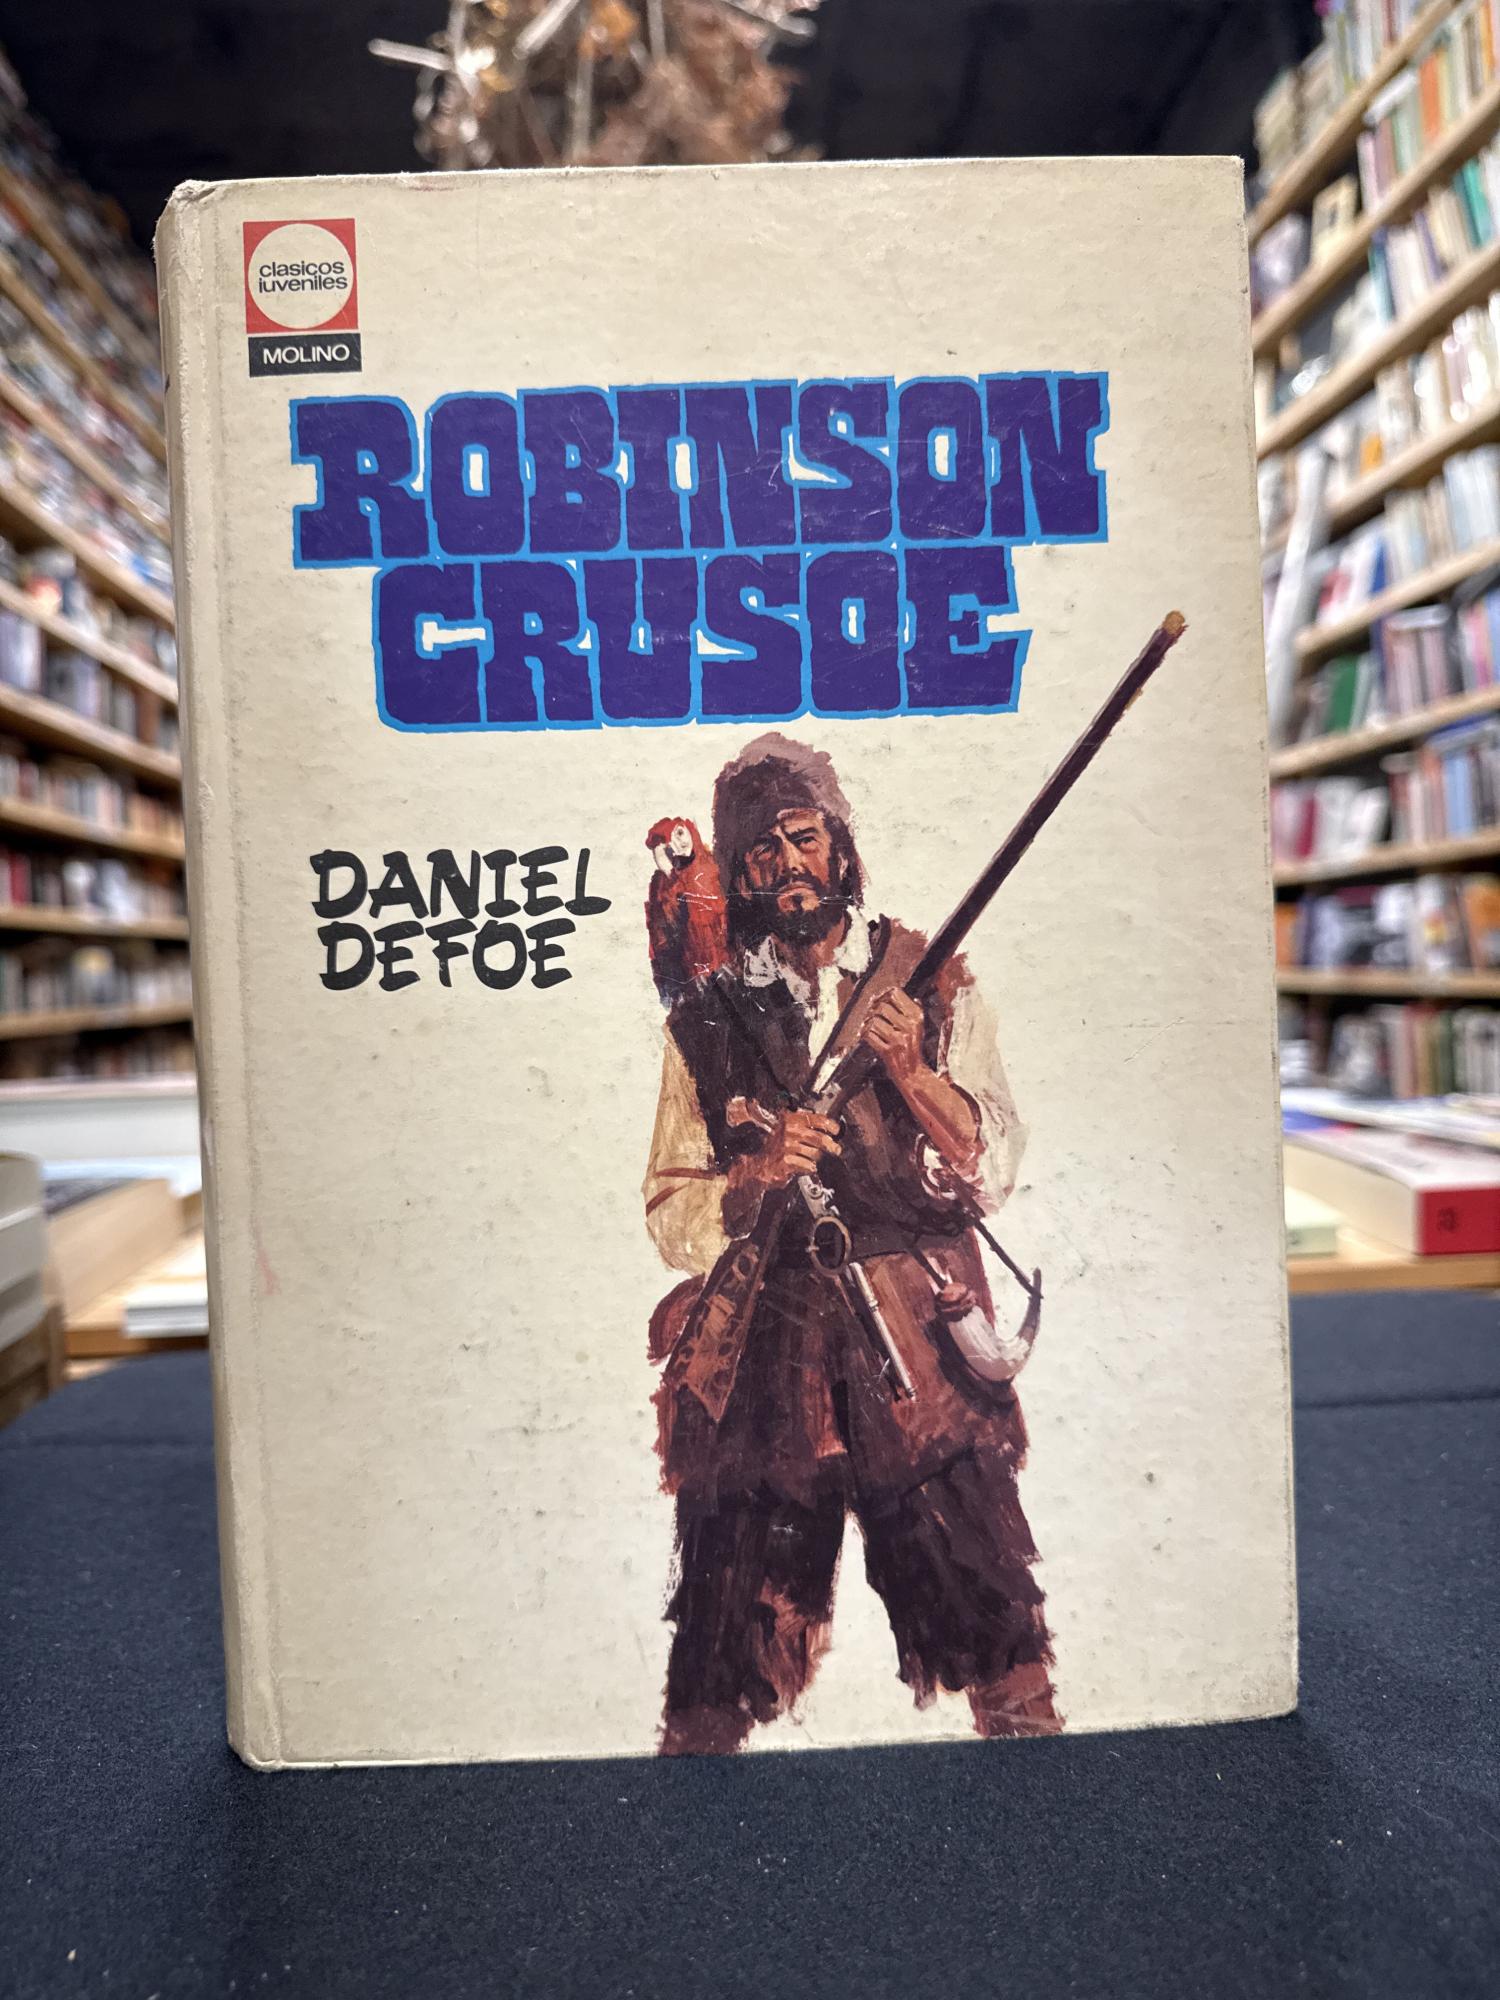 clasicos
iuveniles
MOLINO
ROBINSON
CRUSOE
DANIEL
DEFOE